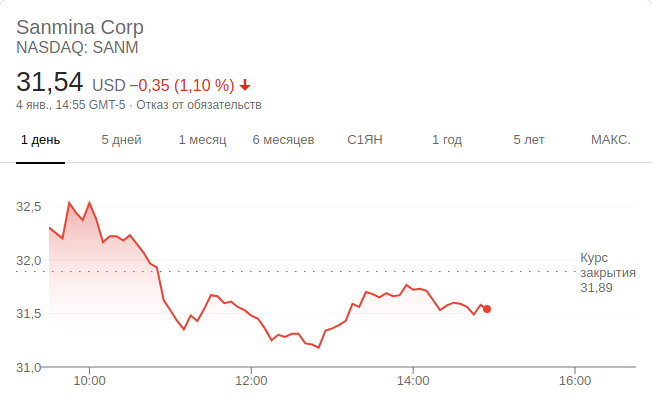 Sanmina Corp
NASDAQ: SANM
31,54 USD −0,35 (1,10 %)
4 янв., 14:55 GMT-5 · Отказ от обязательств
1 день 5 дней 1 месяц 6 месяцев С1ЯН 1 год 5 лет МАКС.
32,5
32,0
31,5
31,0
Курс
закрытия
31,89
10:00 12:00 14:00 16:00